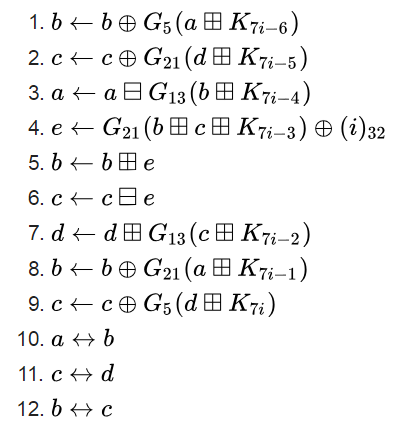 1. b ← b ⊕ G₅(a ⊞ K₇ᵢ₋₆)
2. c ← c ⊕ G₂₁(d ⊞ K₇ᵢ₋₅)
3. a ← a ⊟ G₁₃(b ⊞ K₇ᵢ₋₄)
4. e ← G₂₁(b ⊞ c ⊞ K₇ᵢ₋₃) ⊕ (i)₃₂
5. b ← b ⊞ e
6. c ← c ⊟ e
7. d ← d ⊞ G₁₃(c ⊞ K₇ᵢ₋₂)
8. b ← b ⊕ G₂₁(a ⊞ K₇ᵢ₋₁)
9. c ← c ⊕ G₅(d ⊞ K₇ᵢ)
10. a ↔ b
11. c ↔ d
12. b ↔ c